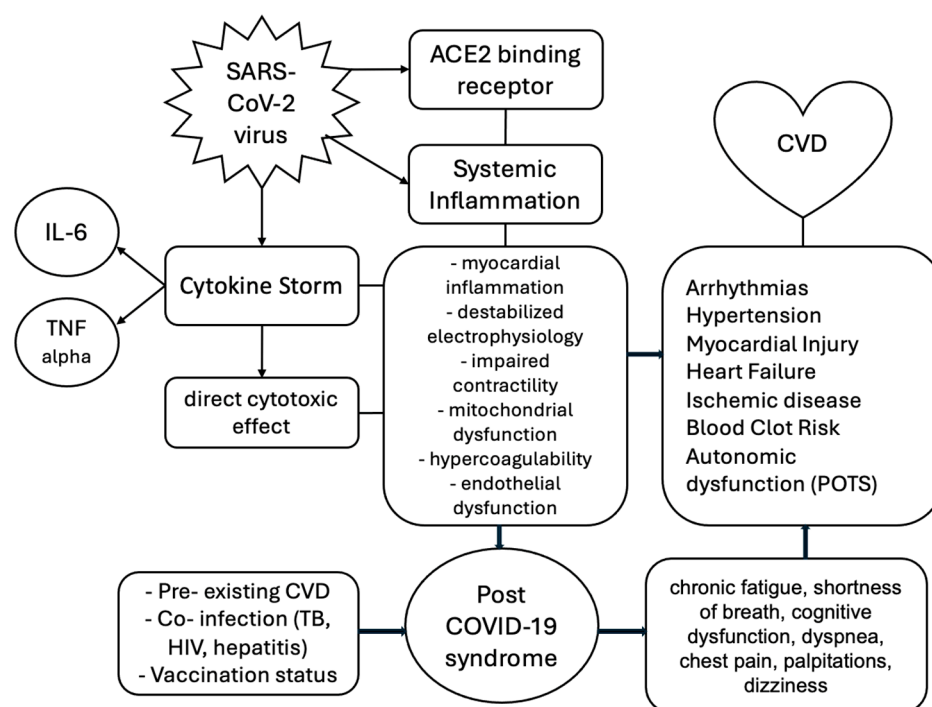 SARS-
CoV-2
virus
ACE2 binding
receptor
Systemic
Inflammation
CVD
IL-6
TNF
alpha
Cytokine Storm
direct cytotoxic
effect
- myocardial
inflammation
- destabilized
electrophysiology
- impaired
contractility
- mitochondrial
dysfunction
- hypercoagulability
- endothelial
dysfunction
Arrhythmias
Hypertension
Myocardial Injury
Heart Failure
Ischemic disease
Blood Clot Risk
Autonomic
dysfunction (POTS)
- Pre- existing CVD
- Co- infection (TB,
HIV, hepatitis)
- Vaccination status
Post
COVID-19
syndrome
chronic fatigue, shortness
of breath, cognitive
dysfunction, dyspnea,
chest pain, palpitations,
dizziness